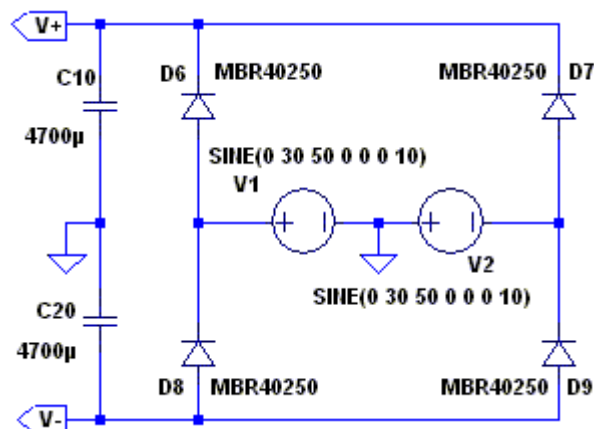 V+
C10
4700µ
D6
MBR40250
MBR40250
D7
SINE(0 30 50 0 0 0 10)
V1
V2
SINE(0 30 50 0 0 0 10)
C20
4700µ
D8
MBR40250
MBR40250
D9
V-